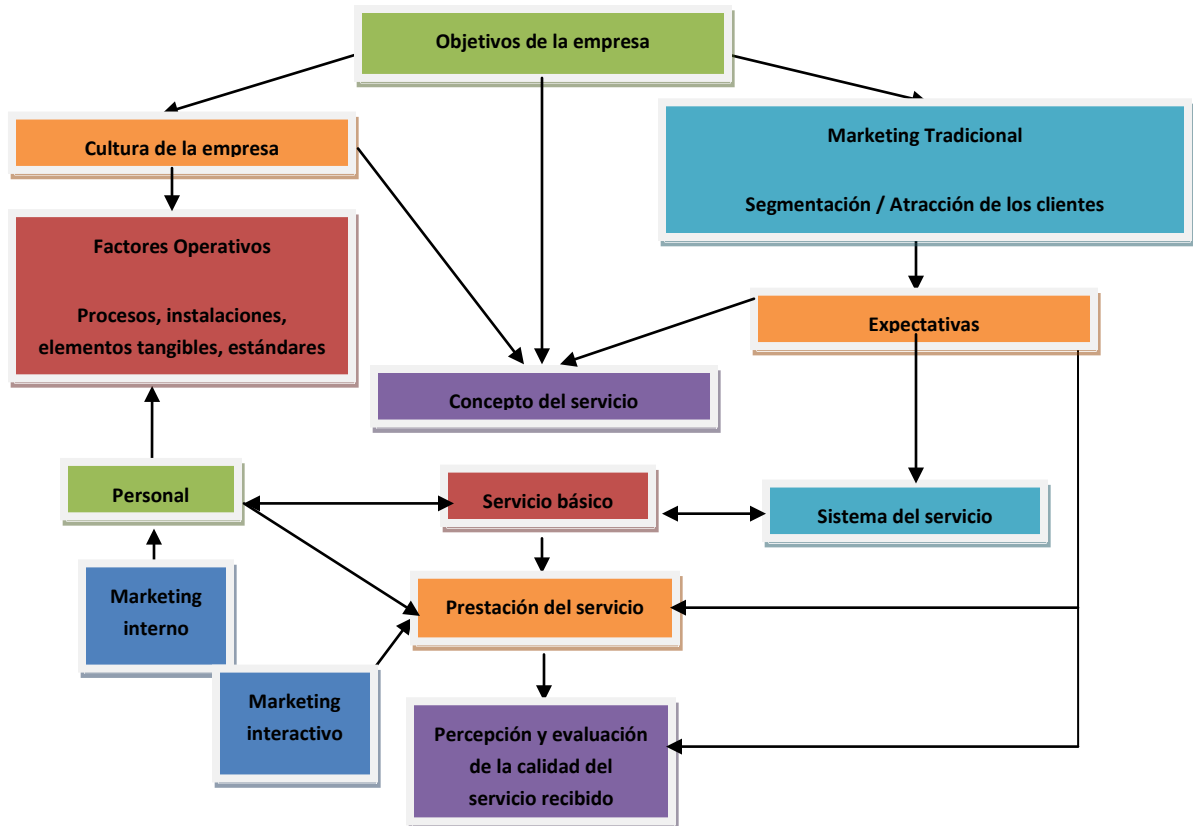 Objetivos de la empresa
Cultura de la empresa
Marketing Tradicional
Segmentación / Atracción de los clientes
Factores Operativos
Procesos, instalaciones,
elementos tangibles, estándares
Expectativas
Concepto del servicio
Personal
Servicio básico
Sistema del servicio
Marketing
interno
Prestación del servicio
Marketing
interactivo
Percepción y evaluación
de la calidad del
servicio recibido